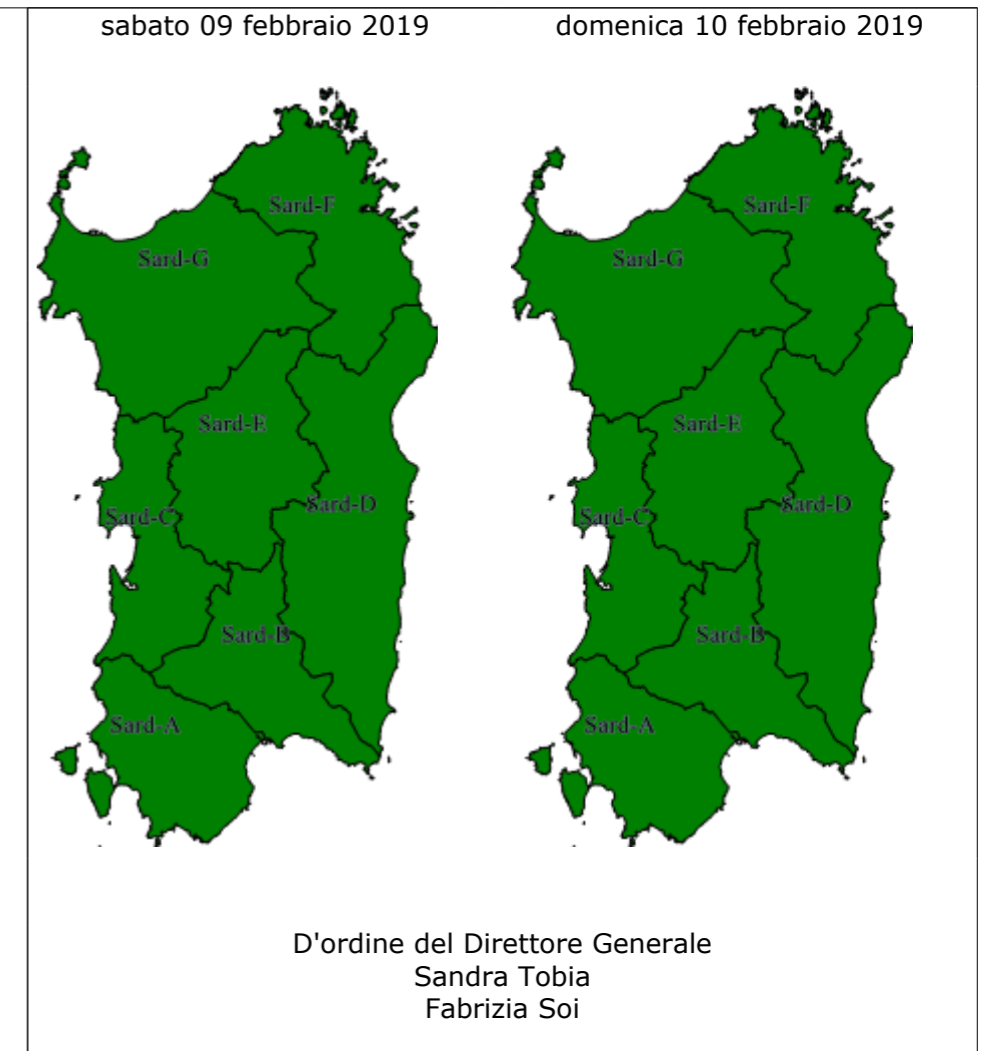 sabato 09 febbraio 2019
domenica 10 febbraio 2019
Sard-F
Sard-G
Sard-E
Sard-D
Sard-C
Sard-B
Sard-A
Sard-F
Sard-G
Sard-E
Sard-D
Sard-C
Sard-B
Sard-A
D'ordine del Direttore Generale
Sandra Tobia
Fabrizia Soi